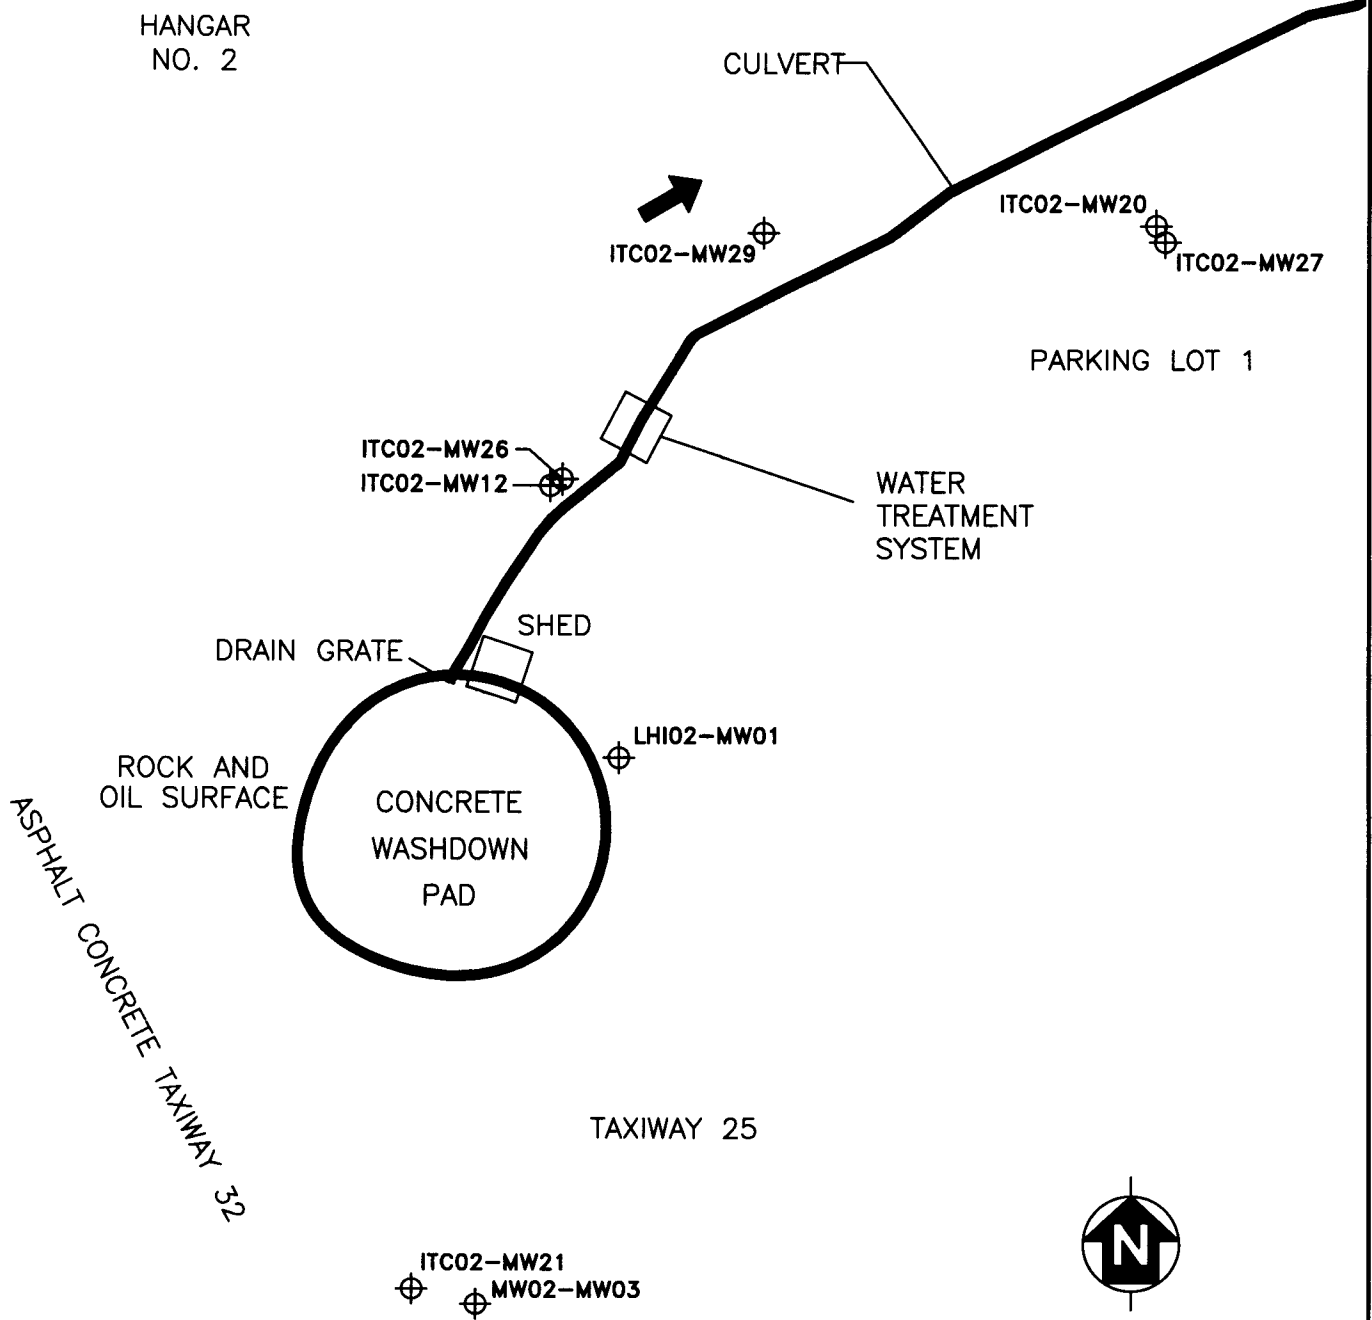 HANGAR
NO. 2
CULVERT
ITC02-MW20
ITC02-MW29
ITC02-MW27
PARKING LOT 1
ITC02-MW26
ITC02-MW12
WATER
TREATMENT
SYSTEM
SHED
DRAIN GRATE
LHI02-MW01
ROCK AND
OIL SURFACE
CONCRETE
WASHDOWN
PAD
ASPHALT CONCRETE TAXIWAY 32
TAXIWAY 25
N
ITC02-MW21
MW02-MW03